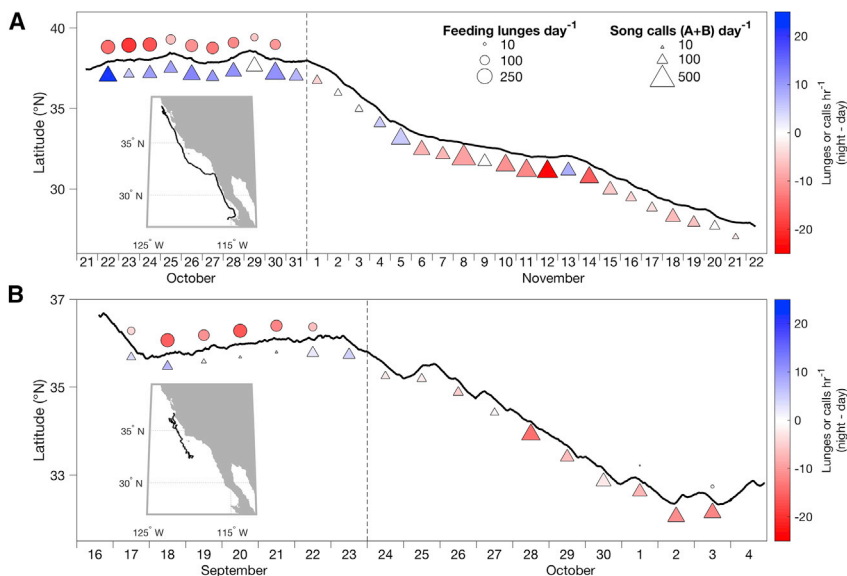 A
Feeding lunges day-1
10
100
250
Song calls (A+B) day-1
10
100
500
40
37
35
30
Latitude (°N)
35° N
30° N
125° W
115° W
20
10
0
-10
-20
Lunges or calls hr-1
(night - day)
21 22 23 24 25 26 27 28 29 30 31 1 2 3 4 5 6 7 8 9 10 11 12 13 14 15 16 17 18 19 20 21 22
October November
B
37
35
33
Latitude (°N)
35° N
30° N
125° W
115° W
20
10
0
-10
-20
Lunges or calls hr-1
(night - day)
16 17 18 19 20 21 22 23 24 25 26 27 28 29 30 1 2 3 4
September October